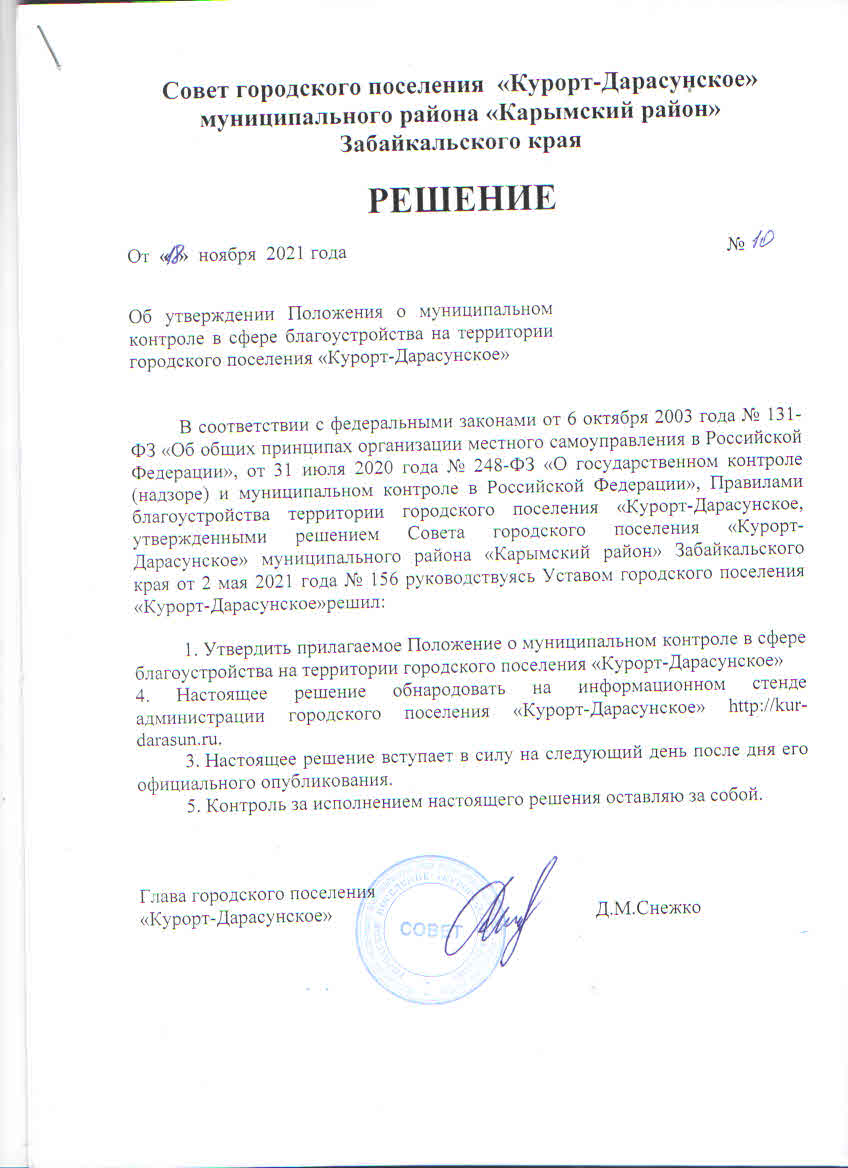 Совет городского поселения «Курорт-Дарасунское»
муниципального района «Карымский район»
Забайкальского края
РЕШЕНИЕ
От «18» ноября 2021 года
№ 10
Об утверждении Положения о муниципальном
контроле в сфере благоустройства на территории
городского поселения «Курорт-Дарасунское»
В соответствии с федеральными законами от 6 октября 2003 года № 131-
ФЗ «Об общих принципах организации местного самоуправления в Российской
Федерации», от 31 июля 2020 года № 248-ФЗ «О государственном контроле
(надзоре) и муниципальном контроле в Российской Федерации», Правилами
благоустройства территории городского поселения «Курорт-Дарасунское,
утвержденными решением Совета городского поселения «Курорт-
Дарасунское» муниципального района «Карымский район» Забайкальского
края от 2 мая 2021 года № 156 руководствуясь Уставом городского поселения
«Курорт-Дарасунское»решил:
1. Утвердить прилагаемое Положение о муниципальном контроле в сфере
благоустройства на территории городского поселения «Курорт-Дарасунское»
4. Настоящее решение обнародовать на информационном стенде
администрации городского поселения «Курорт-Дарасунское» http://kur-
darasun.ru.
3. Настоящее решение вступает в силу на следующий день после дня его
официального опубликования.
5. Контроль за исполнением настоящего решения оставляю за собой.
Глава городского поселения
«Курорт-Дарасунское»
Д.М.Снежко
СОВЕТ